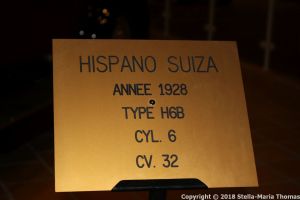 HISPANO SUIZA
ANNEE 1928
TYPE H6B
CYL. 6
CV. 32
Copyright © 2018 Stella-Maria Thomas